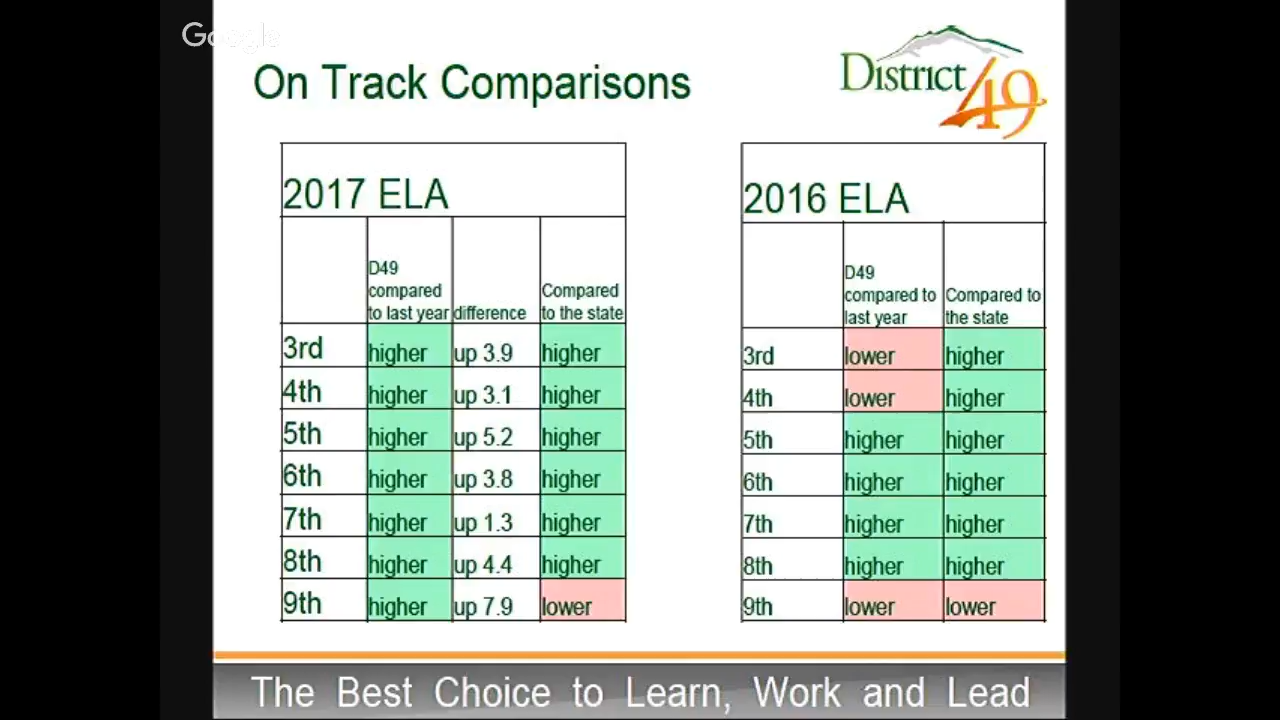 Google
On Track Comparisons
District 49
2017 ELA
D49 compared to last year difference Compared to the state
3rd higher up 3.9 higher
4th higher up 3.1 higher
5th higher up 5.2 higher
6th higher up 3.8 higher
7th higher up 1.3 higher
8th higher up 4.4 higher
9th higher up 7.9 lower
2016 ELA
D49 compared to last year Compared to the state
3rd lower higher
4th lower higher
5th higher higher
6th higher higher
7th higher higher
8th higher higher
9th lower lower
The Best Choice to Learn, Work and Lead